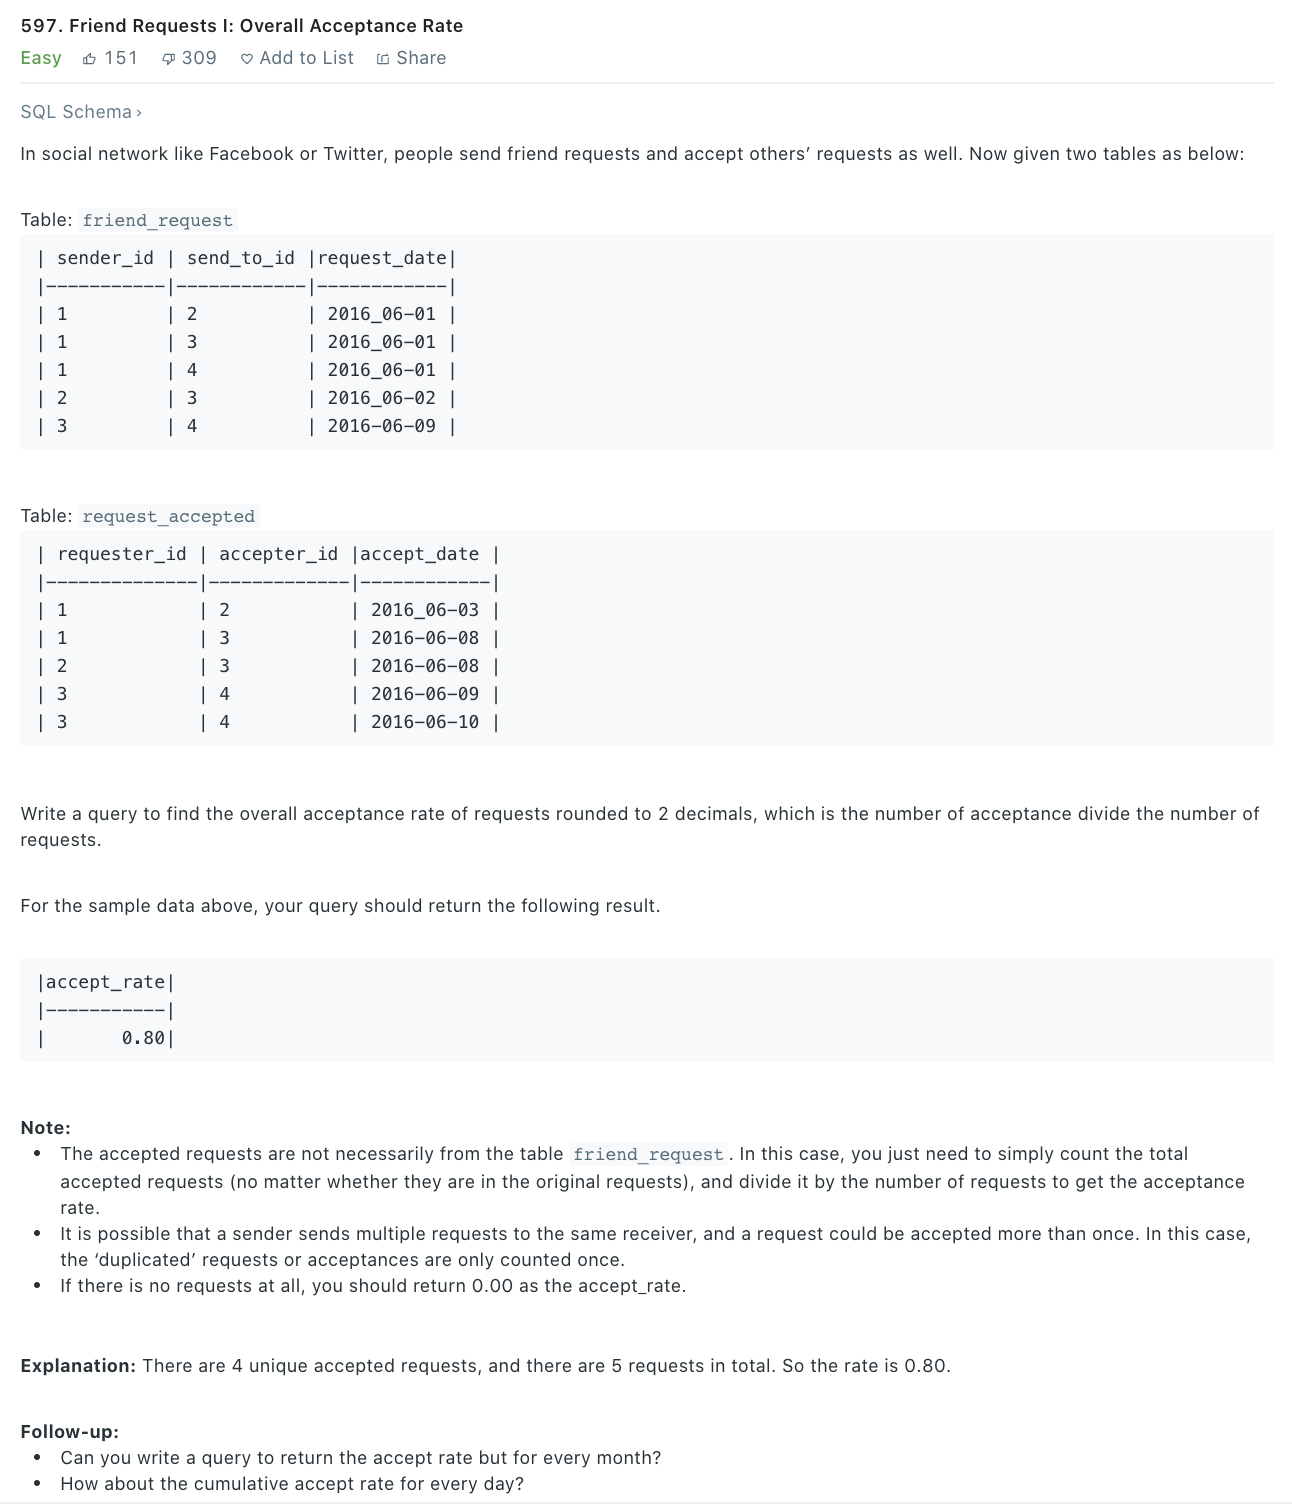 597. Friend Requests I: Overall Acceptance Rate
Easy 151 309 Add to List Share
SQL Schema ›
In social network like Facebook or Twitter, people send friend requests and accept others’ requests as well. Now given two tables as below:
Table: friend_request
| sender_id | send_to_id |request_date|
|-----------|------------|------------|
| 1         | 2          | 2016_06-01 |
| 1         | 3          | 2016_06-01 |
| 1         | 4          | 2016_06-01 |
| 2         | 3          | 2016_06-02 |
| 3         | 4          | 2016-06-09 |
Table: request_accepted
| requester_id | accepter_id |accept_date |
|--------------|-------------|------------|
| 1            | 2           | 2016_06-03 |
| 1            | 3           | 2016-06-08 |
| 2            | 3           | 2016-06-08 |
| 3            | 4           | 2016-06-09 |
| 3            | 4           | 2016-06-10 |
Write a query to find the overall acceptance rate of requests rounded to 2 decimals, which is the number of acceptance divide the number of
requests.
For the sample data above, your query should return the following result.
|accept_rate|
|-----------|
|       0.80|
Note:
• The accepted requests are not necessarily from the table friend_request. In this case, you just need to simply count the total
accepted requests (no matter whether they are in the original requests), and divide it by the number of requests to get the acceptance
rate.
• It is possible that a sender sends multiple requests to the same receiver, and a request could be accepted more than once. In this case,
the ‘duplicated’ requests or acceptances are only counted once.
• If there is no requests at all, you should return 0.00 as the accept_rate.
Explanation: There are 4 unique accepted requests, and there are 5 requests in total. So the rate is 0.80.
Follow-up:
• Can you write a query to return the accept rate but for every month?
• How about the cumulative accept rate for every day?